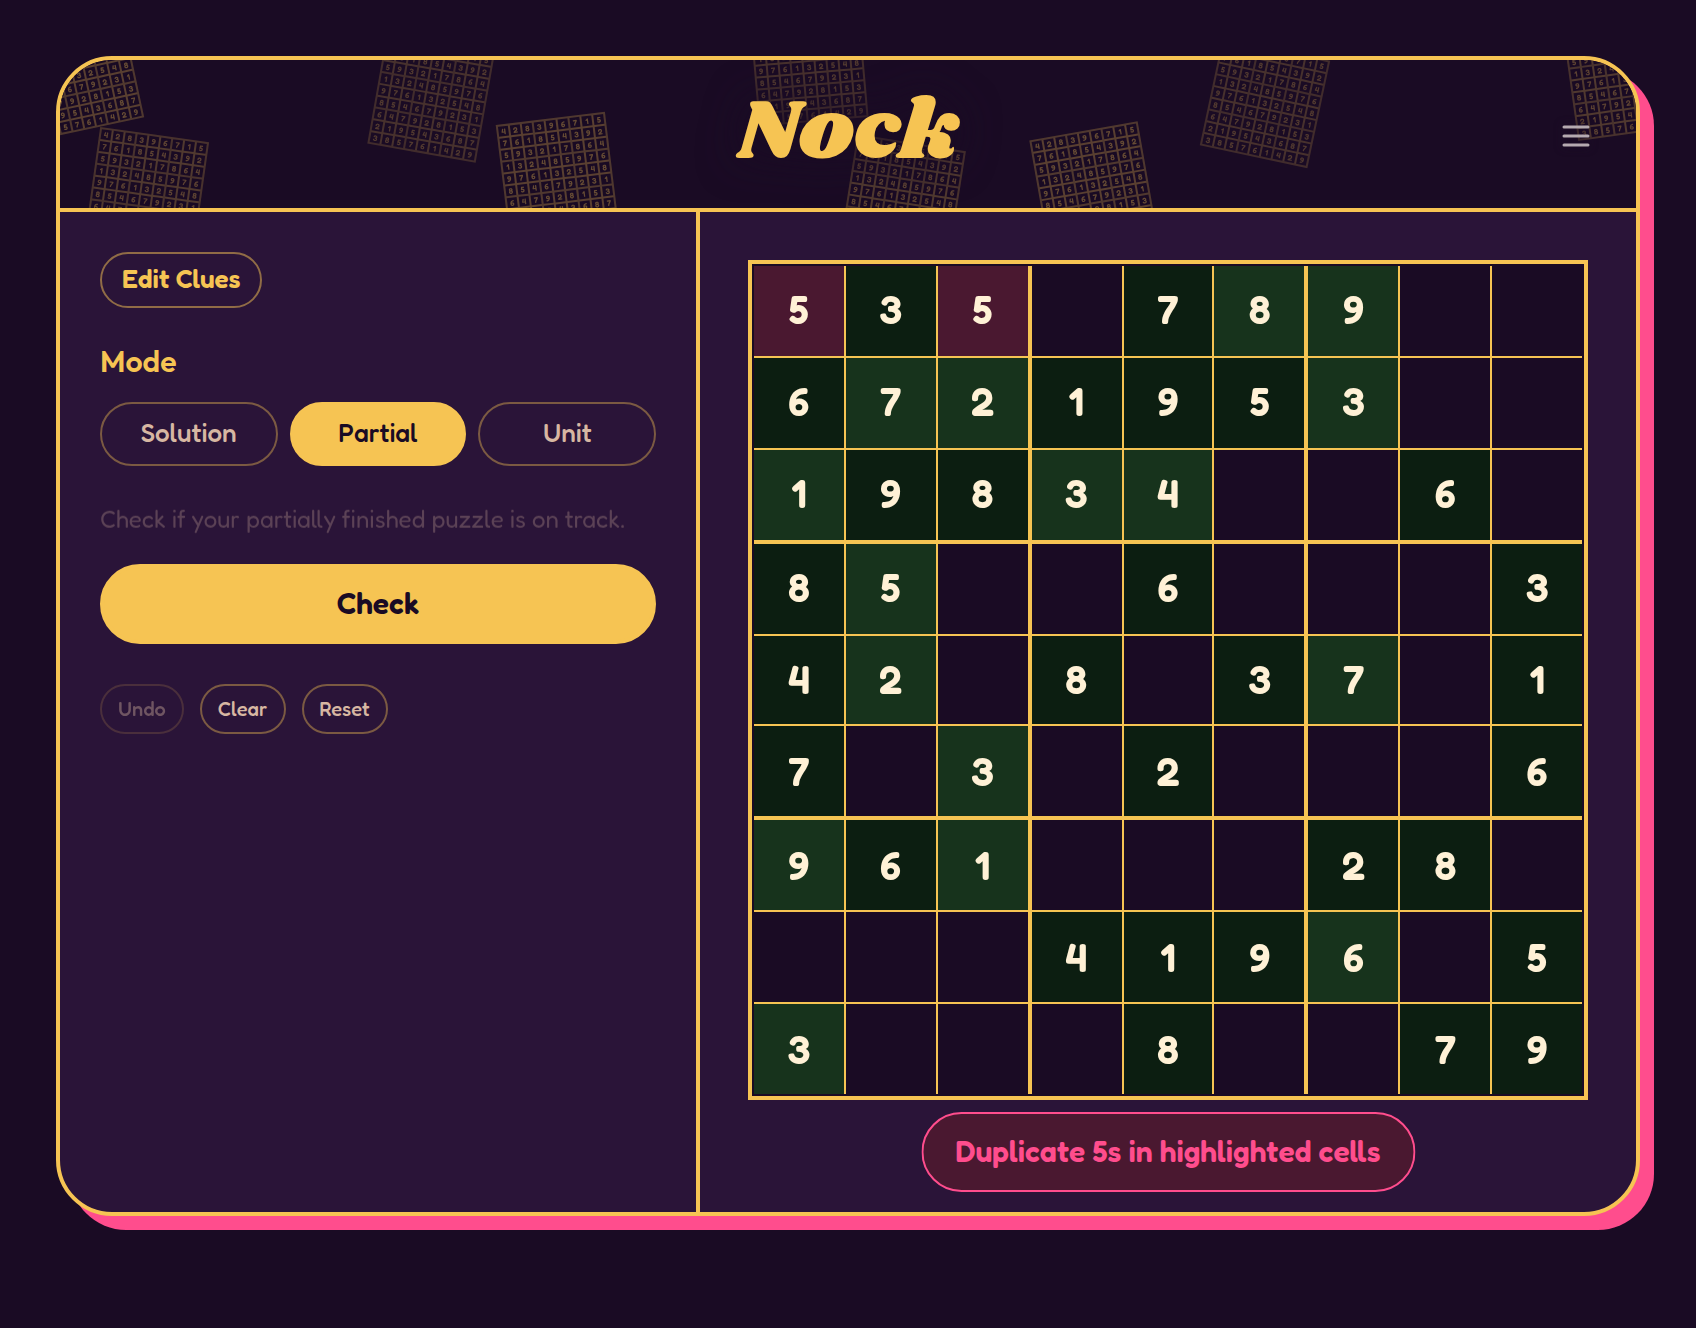 Nock
Edit Clues
Mode
Solution Partial Unit
Check if your partially finished puzzle is on track.
Check
Undo Clear Reset
5 3 5 7 8 9
6 7 2 1 9 5 3
1 9 8 3 4 6
8 5 6 3
4 2 8 3 7 1
7 3 2 6
9 6 1 2 8
4 1 9 6 5
3 8 7 9
Duplicate 5s in highlighted cells